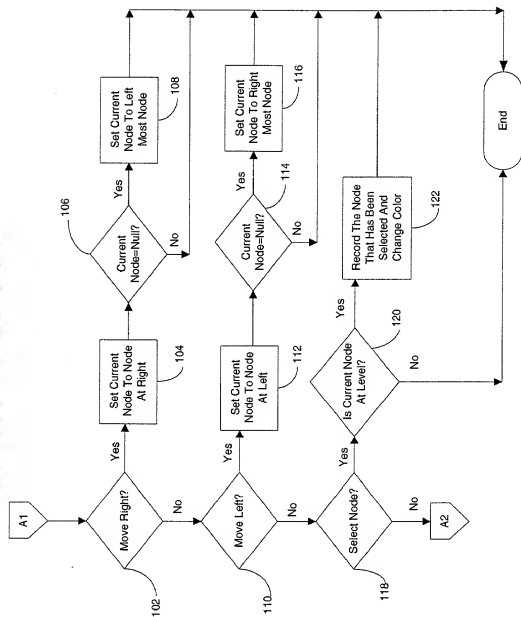 A1
102
Move Right?
Yes
No
Set Current
Node To Node
At Right
104
106
Current
Node=Null?
Yes
No
Set Current
Node To Left
Most Node
108
110
Move Left?
Yes
No
Set Current
Node To Node
At Left
112
Current
Node=Null?
114
Yes
No
Set Current
Node To Right
Most Node
116
118
Select Node?
Yes
No
A2
Is Current Node
At Level?
120
Yes
No
Record The Node
That Has Been
Selected And
Change Color
122
End